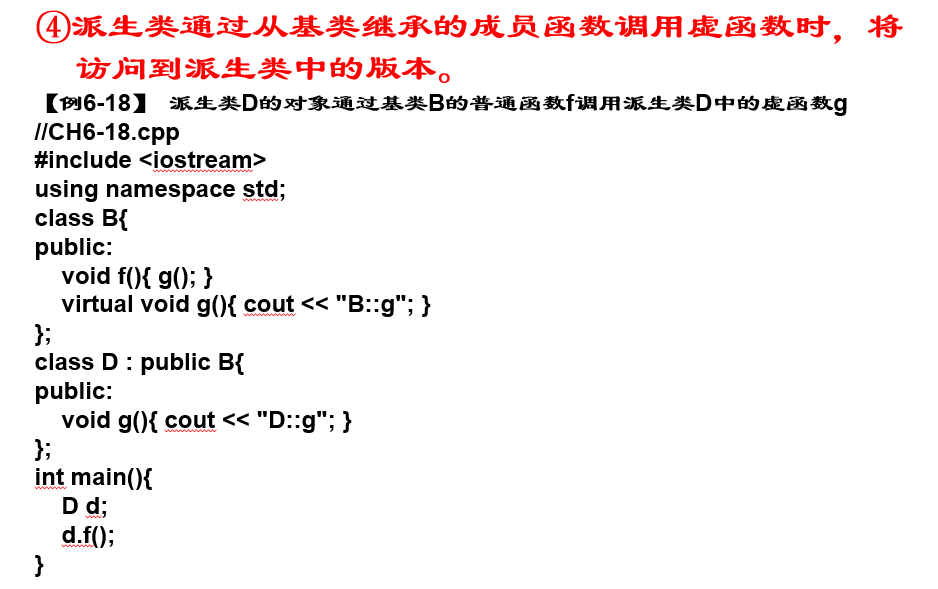 ④派生类通过从基类继承的成员函数调用虚函数时，将
访问到派生类中的版本。
【例6-18】 派生类D的对象通过基类B的普通函数f调用派生类D中的虚函数g
//CH6-18.cpp
#include <iostream>
using namespace std;
class B{
public:
void f(){ g(); }
virtual void g(){ cout << "B::g"; }
};
class D : public B{
public:
void g(){ cout << "D::g"; }
};
int main(){
D d;
d.f();
}